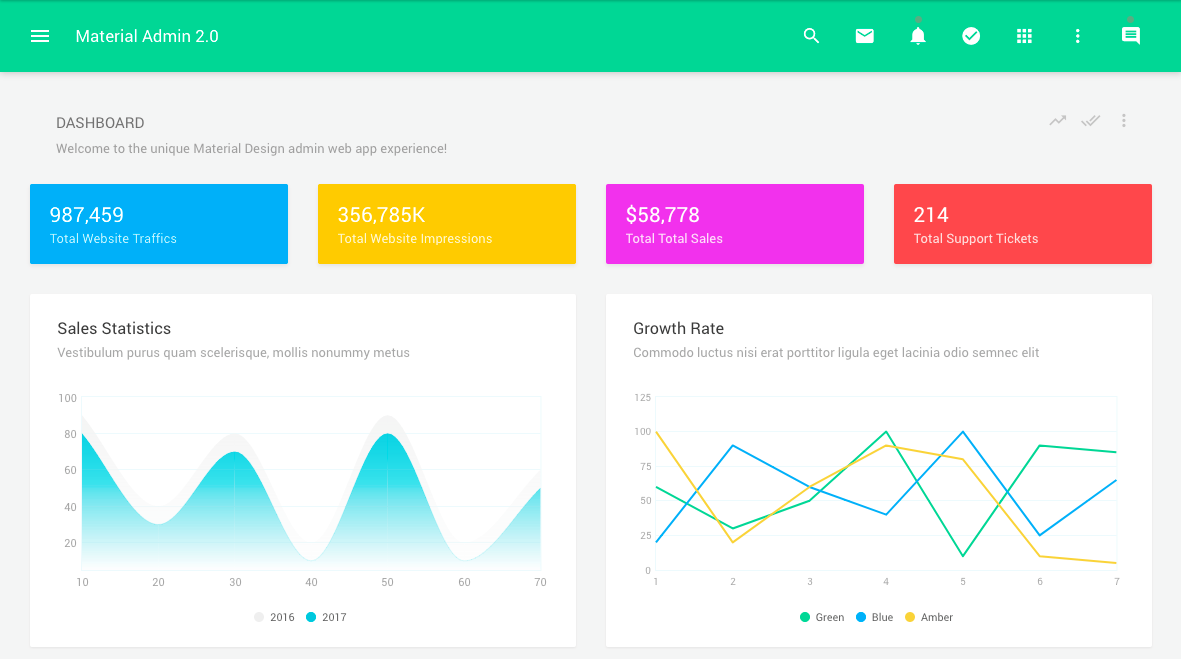 Material Admin 2.0
DASHBOARD
Welcome to the unique Material Design admin web app experience!
987,459
Total Website Traffics
356,785K
Total Website Impressions
$58,778
Total Total Sales
214
Total Support Tickets
Sales Statistics
Vestibulum purus quam scelerisque, mollis nonummy metus
100
80
60
40
20
10 20 30 40 50 60 70
2016 2017
Growth Rate
Commodo luctus nisi erat porttitor ligula eget lacinia odio semnec elit
125
100
75
50
25
0
1 2 3 4 5 6 7
Green Blue Amber